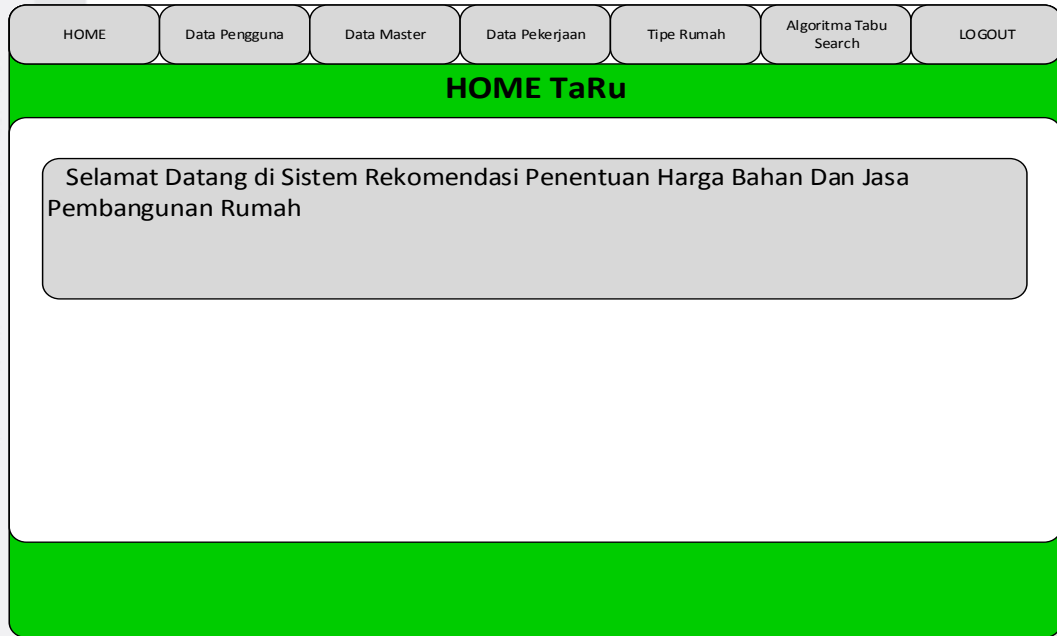 HOME
Data Pengguna
Data Master
Data Pekerjaan
Tipe Rumah
Algoritma Tabu
Search
LOGOUT
HOME TaRu
Selamat Datang di Sistem Rekomendasi Penentuan Harga Bahan Dan Jasa
Pembangunan Rumah